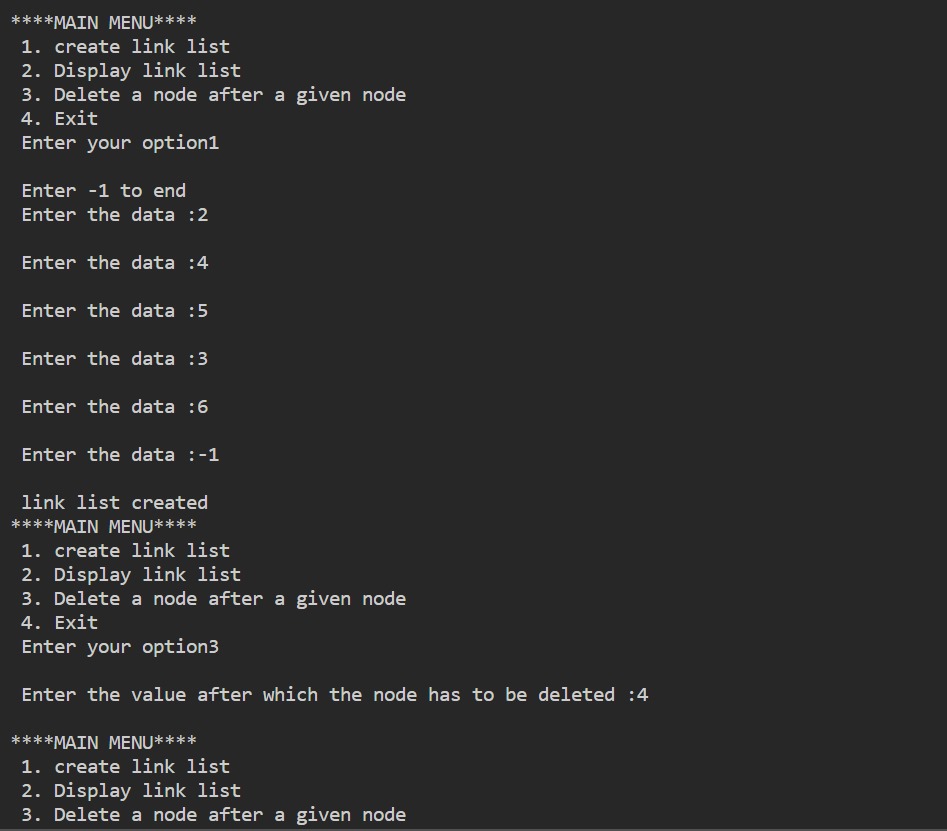 ****MAIN MENU****
1. create link list
2. Display link list
3. Delete a node after a given node
4. Exit
Enter your option1
Enter -1 to end
Enter the data :2
Enter the data :4
Enter the data :5
Enter the data :3
Enter the data :6
Enter the data :-1
link list created
****MAIN MENU****
1. create link list
2. Display link list
3. Delete a node after a given node
4. Exit
Enter your option3
Enter the value after which the node has to be deleted :4
****MAIN MENU****
1. create link list
2. Display link list
3. Delete a node after a given node